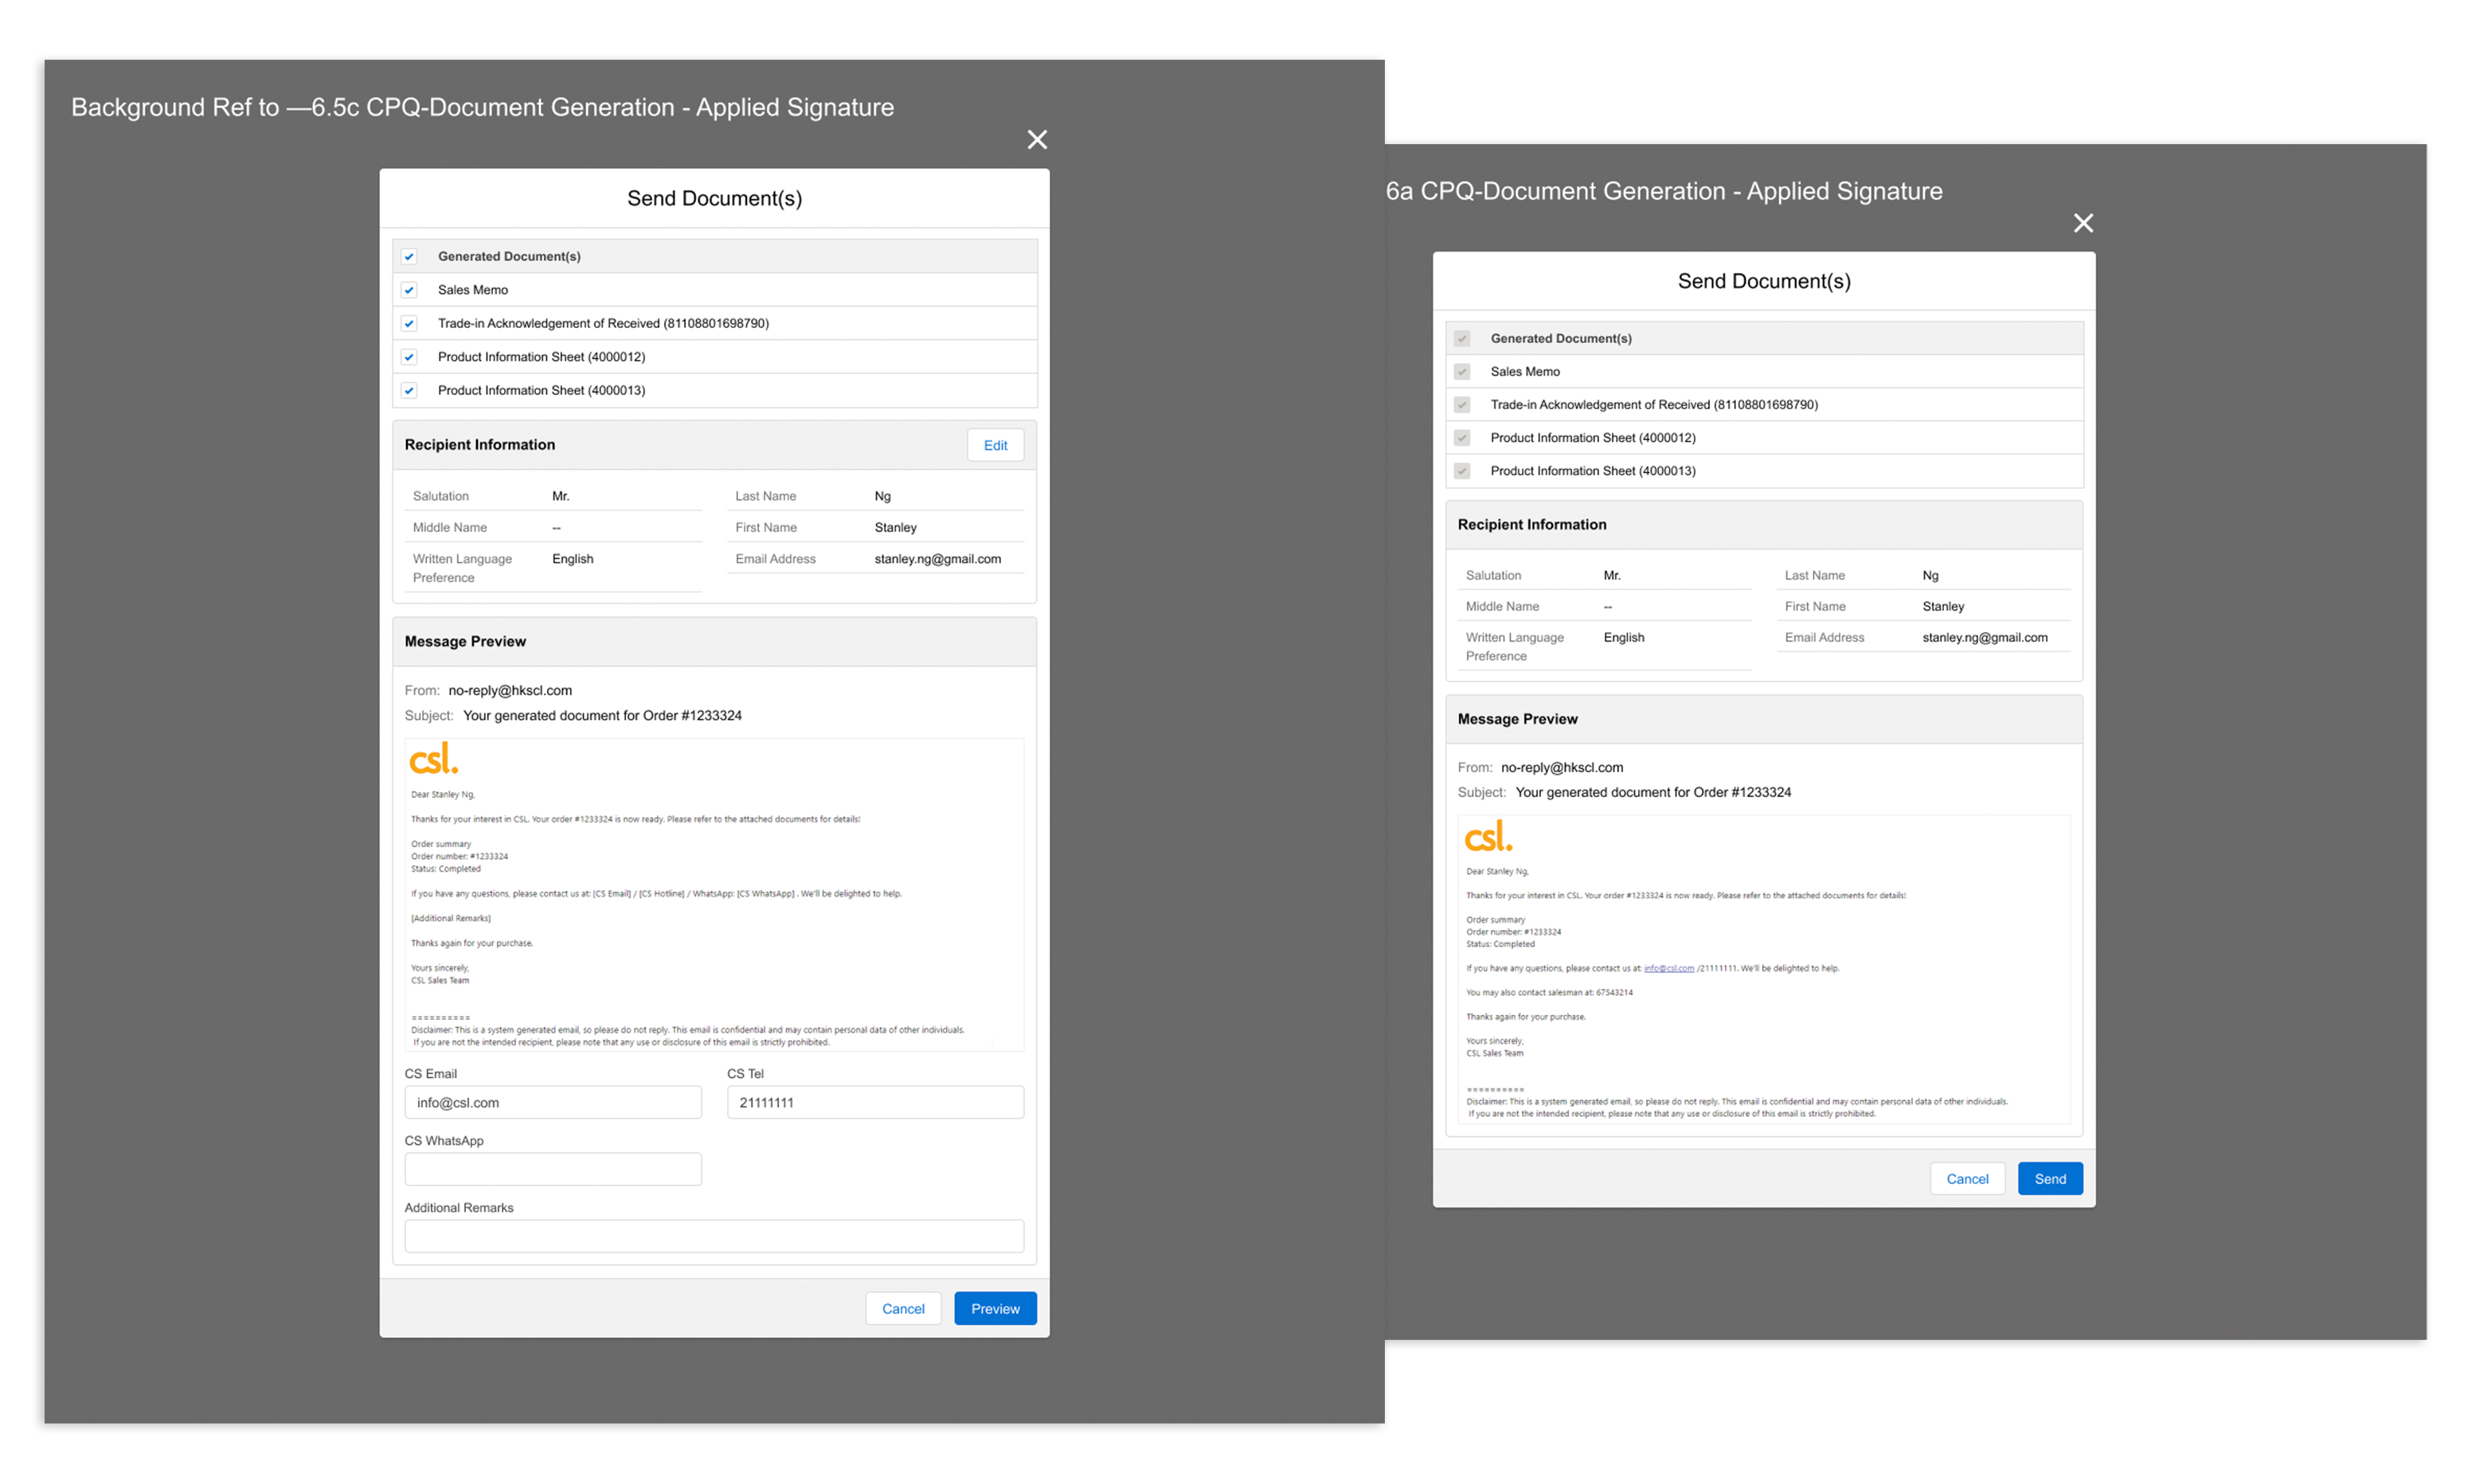 Background Ref to —6.5c CPQ-Document Generation - Applied Signature
Send Document(s)
Generated Document(s)
Sales Memo
Trade-in Acknowledgement of Received (81108801698790)
Product Information Sheet (4000012)
Product Information Sheet (4000013)
Recipient Information
Edit
Salutation Mr. Last Name Ng
Middle Name -- First Name Stanley
Written Language Preference English Email Address stanley.ng@gmail.com
Message Preview
From: no-reply@hkscl.com
Subject: Your generated document for Order #1233324
csl.
Dear Stanley Ng,
Thanks for your interest in CSL. Your order #1233324 is now ready. Please refer to the attached documents for details!
Order summary
Order number: #1233324
Status: Completed
If you have any questions, please contact us at: [CS Email] / [CS Hotline] / WhatsApp: [CS WhatsApp] . We'll be delighted to help.
[Additional Remarks]
Thanks again for your purchase.
Yours sincerely,
CSL Sales Team
==========
Disclaimer: This is a system generated email, so please do not reply. This email is confidential and may contain personal data of other individuals.
If you are not the intended recipient, please note that any use or disclosure of this email is strictly prohibited.
CS Email CS Tel
info@csl.com 21111111
CS WhatsApp
Additional Remarks
Cancel Preview
6a CPQ-Document Generation - Applied Signature
Send Document(s)
Generated Document(s)
Sales Memo
Trade-in Acknowledgement of Received (81108801698790)
Product Information Sheet (4000012)
Product Information Sheet (4000013)
Recipient Information
Salutation Mr. Last Name Ng
Middle Name -- First Name Stanley
Written Language Preference English Email Address stanley.ng@gmail.com
Message Preview
From: no-reply@hkscl.com
Subject: Your generated document for Order #1233324
csl.
Dear Stanley Ng,
Thanks for your interest in CSL. Your order #1233324 is now ready. Please refer to the attached documents for details!
Order summary
Order number: #1233324
Status: Completed
If you have any questions, please contact us at: info@csl.com /21111111. We'll be delighted to help.
You may also contact salesman at: 67543214
Thanks again for your purchase.
Yours sincerely,
CSL Sales Team
==========
Disclaimer: This is a system generated email, so please do not reply. This email is confidential and may contain personal data of other individuals.
If you are not the intended recipient, please note that any use or disclosure of this email is strictly prohibited.
Cancel Send